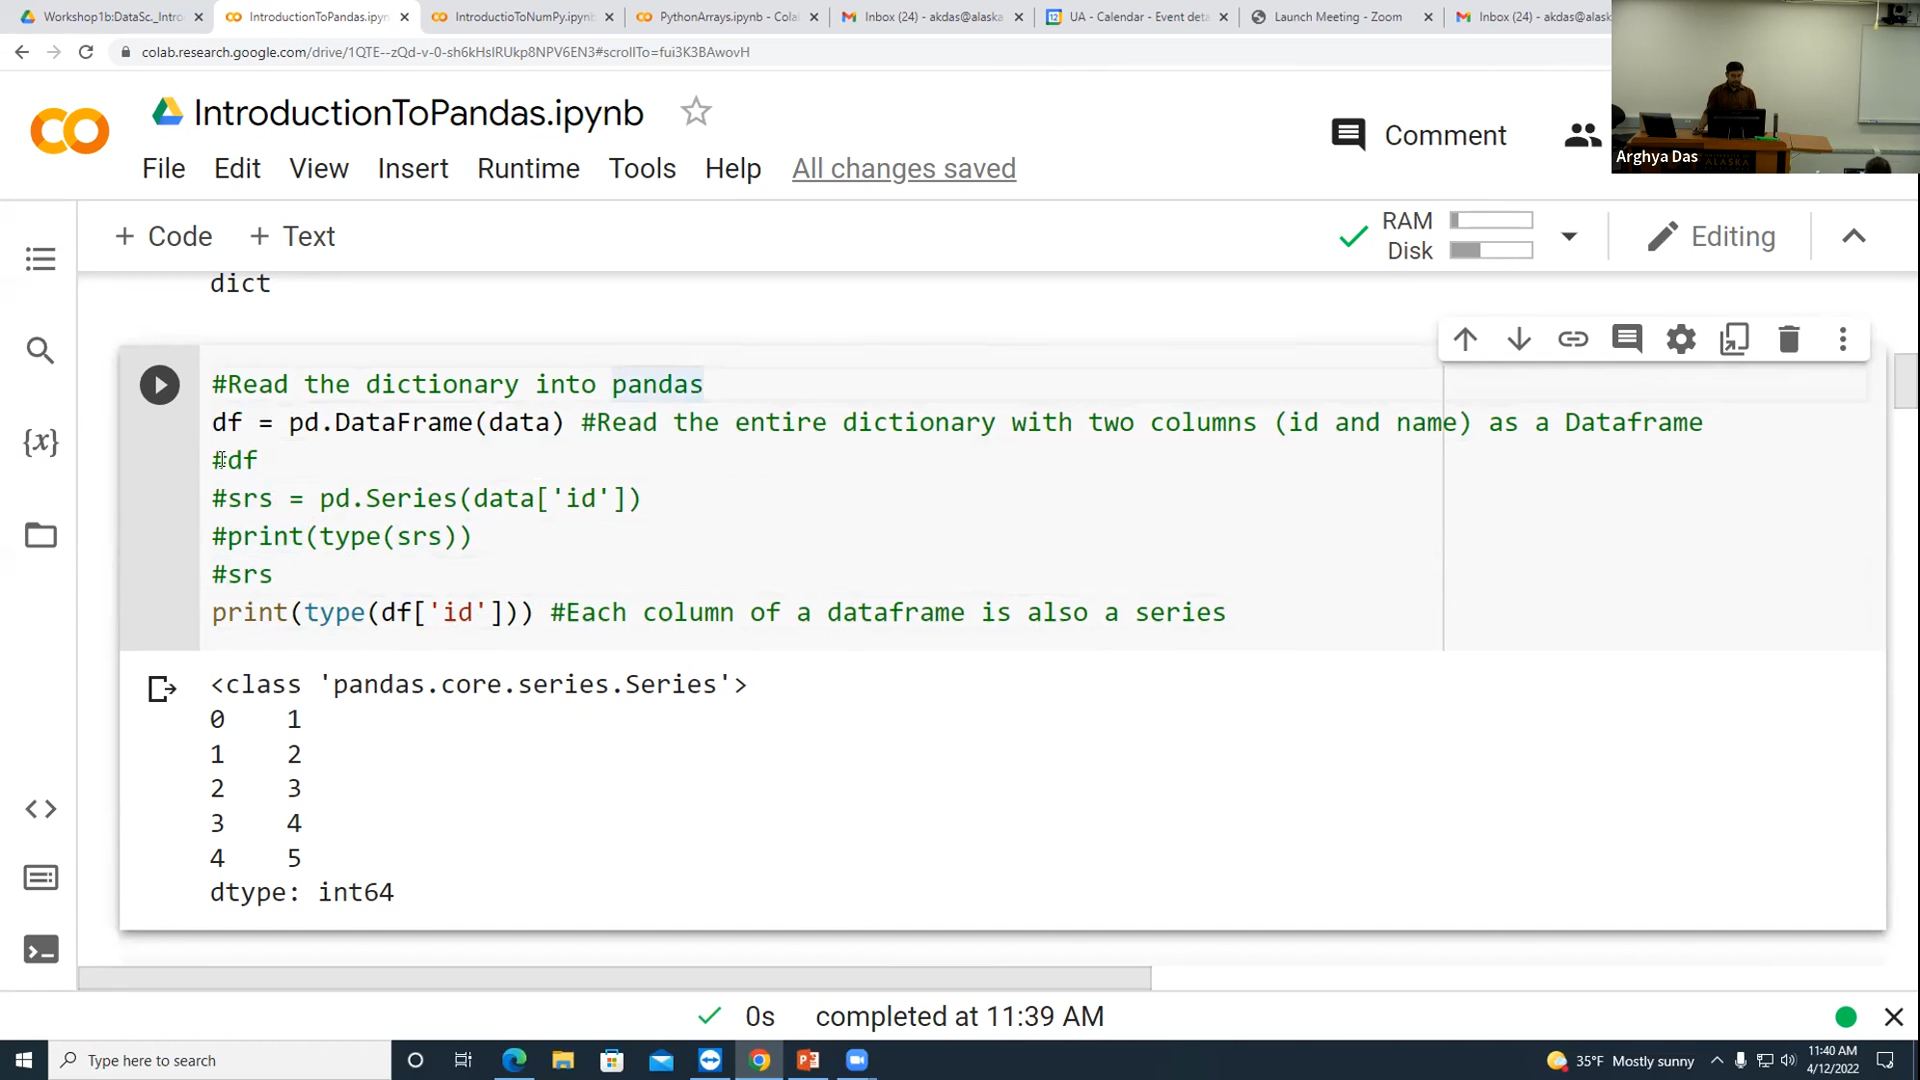 Workshop1b:DataSc._Intro
IntroductionToPandas.ipyn
IntroductioToNumPy.ipynb
PythonArrays.ipynb - Cola
Inbox (24) - akdas@alaska
UA - Calendar - Event deta
Launch Meeting - Zoom
Inbox (24) - akdas@alask
colab.research.google.com/drive/1QTE--zQd-v-0-sh6kHslRUkp8NPV6EN3#scrollTo=fui3K3BAwovH
IntroductionToPandas.ipynb
Comment
Arghya Das
ALASKA
File Edit View Insert Runtime Tools Help All changes saved
+ Code + Text
RAM
Disk
Editing
dict
#Read the dictionary into pandas
df = pd.DataFrame(data) #Read the entire dictionary with two columns (id and name) as a Dataframe
#df
#srs = pd.Series(data['id'])
#print(type(srs))
#srs
print(type(df['id'])) #Each column of a dataframe is also a series
<class 'pandas.core.series.Series'>
0 1
1 2
2 3
3 4
4 5
dtype: int64
{x}
0s completed at 11:39 AM
Type here to search
35°F Mostly sunny
11:40 AM
4/12/2022